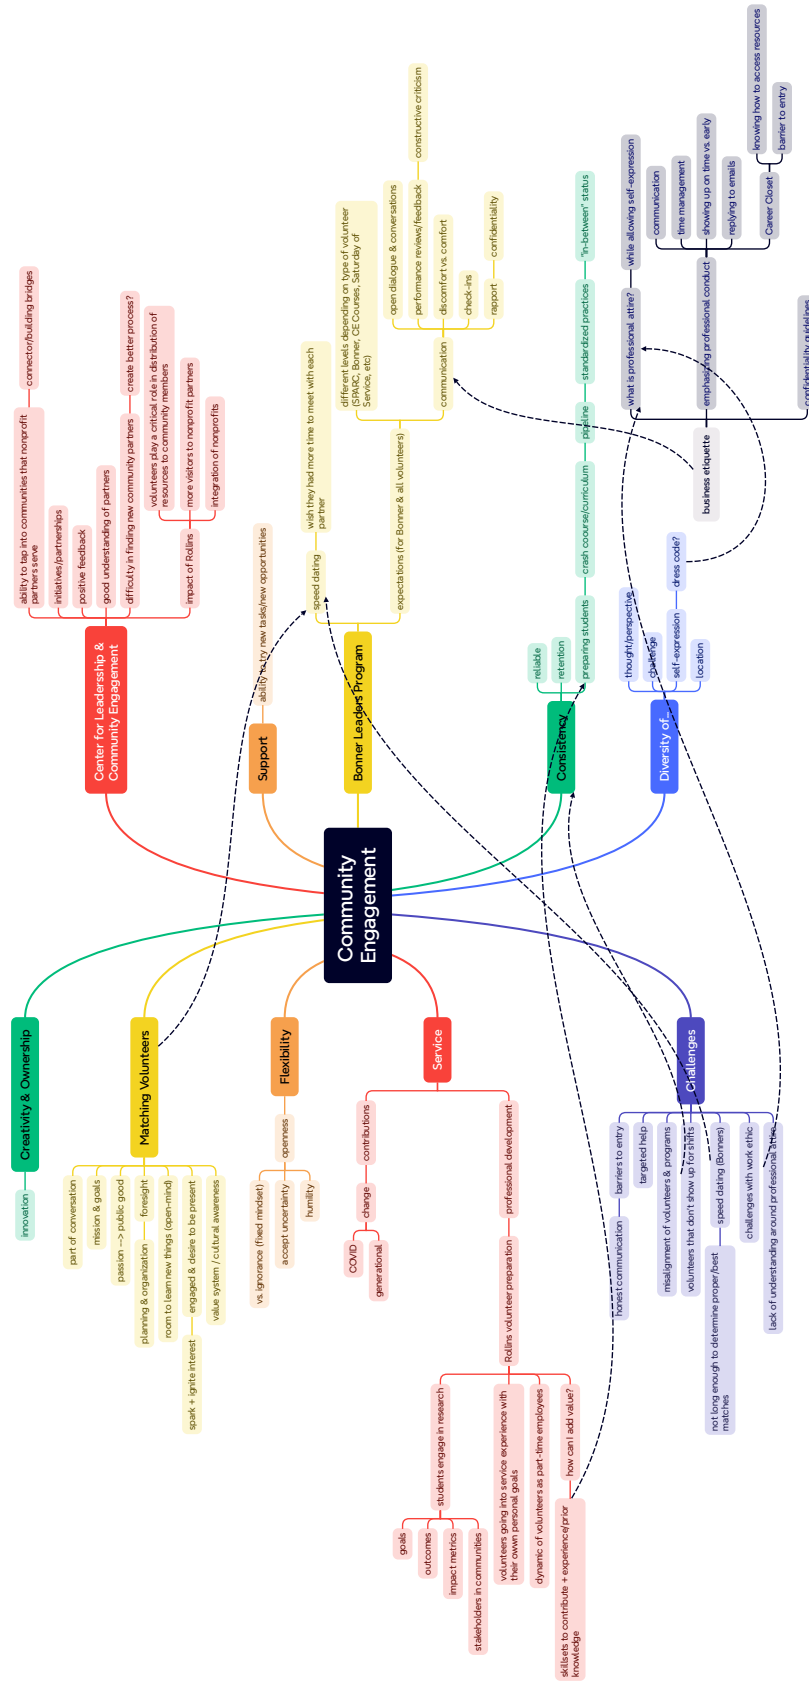 Community
Engagement
Center for Leadersship &
Community Engagement
ability to tap into communities that nonprofit
partners serve
connector/building bridges
initiatives/partnerships
positive feedback
good understanding of partners
difficulty in finding new community partners
create better process?
impact of Rollins
volunteers play a critical role in distribution of
resources to community members
more visitors to nonprofit partners
integration of nonprofits
Support
ability to try new tasks/new opportunities
Bonner Leaders Program
speed dating
wish they had more time to meet with each
partner
expectations (for Bonner & all volunteers)
different levels depending on type of volunteer
(SPARC, Bonner, CE Courses, Saturday of
Service, etc)
communication
open dialogue & conversations
performance reviews/feedback
constructive criticism
discomfort vs. comfort
check-ins
rapport
confidentiality
Consistency
reliable
retention
preparing students
crash coourse/curriculum
pipeline
standardized practices
"in-between" status
Diversity of...
thought/perspective
challenge
self-expression
dress code?
location
business etiquette
what is professional attire?
while allowing self-expression
emphasizing professional conduct
communication
time management
showing up on time vs. early
replying to emails
Career Closet
knowing how to access resources
barrier to entry
confidentiality guidelines
Creativity & Ownership
innovation
Matching Volunteers
part of conversation
mission & goals
passion --> public good
foresight
planning & organization
room to learn new things (open-mind)
engaged & desire to be present
spark + ignite interest
value system / cultural awareness
Flexibility
openness
vs. ignorance (fixed mindset)
accept uncertainty
humility
Service
contributions
change
COVID
generational
professional development
Rollins volunteer preparation
students engage in research
goals
outcomes
impact metrics
stakeholders in communities
volunteers going into service experience with
their owwn personal goals
dynamic of volunteers as part-time employees
how can I add value?
skillsets to contribute + experience/prior
knowledge
Challenges
barriers to entry
honest communication
targeted help
misalignment of volunteers & programs
volunteers that don't show up for shifts
speed dating (Bonners)
not long enough to determine proper/best
matches
challenges with work ethic
lack of understanding around professional attire